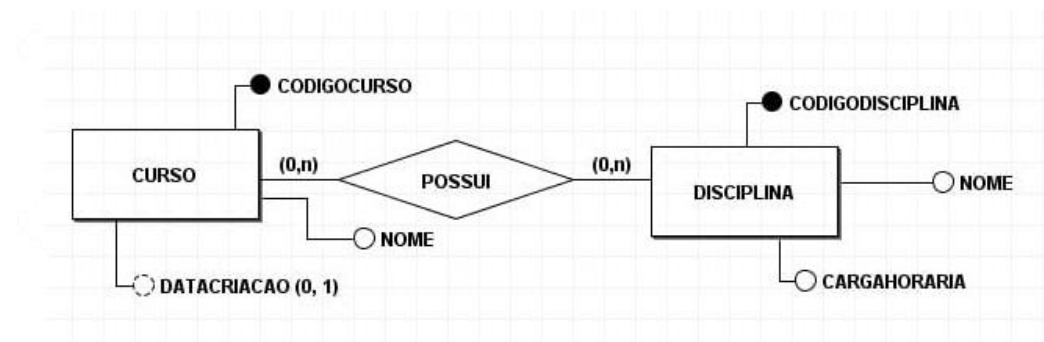 CODIGOCURSO
CODIGODISCIPLINA
(0,n)
(0,n)
CURSO
POSSUI
DISCIPLINA
NOME
NOME
DATACRIACAO (0, 1)
CARGAHORARIA